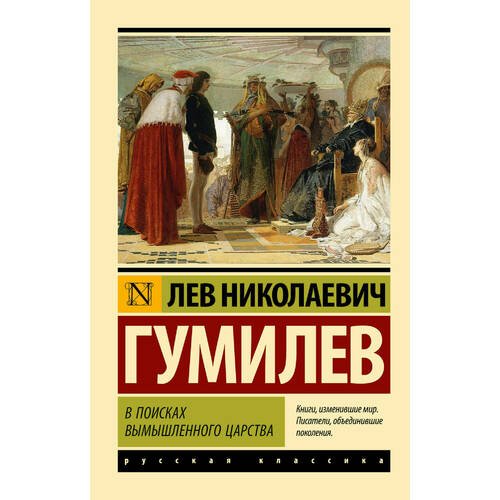 N
ЛЕВ НИКОЛАЕВИЧ
ГУМИЛЕВ
В ПОИСКАХ
ВЫМЫШЛЕННОГО ЦАРСТВА
Книги, изменившие мир.
Писатели, объединившие
поколения.
русская классика